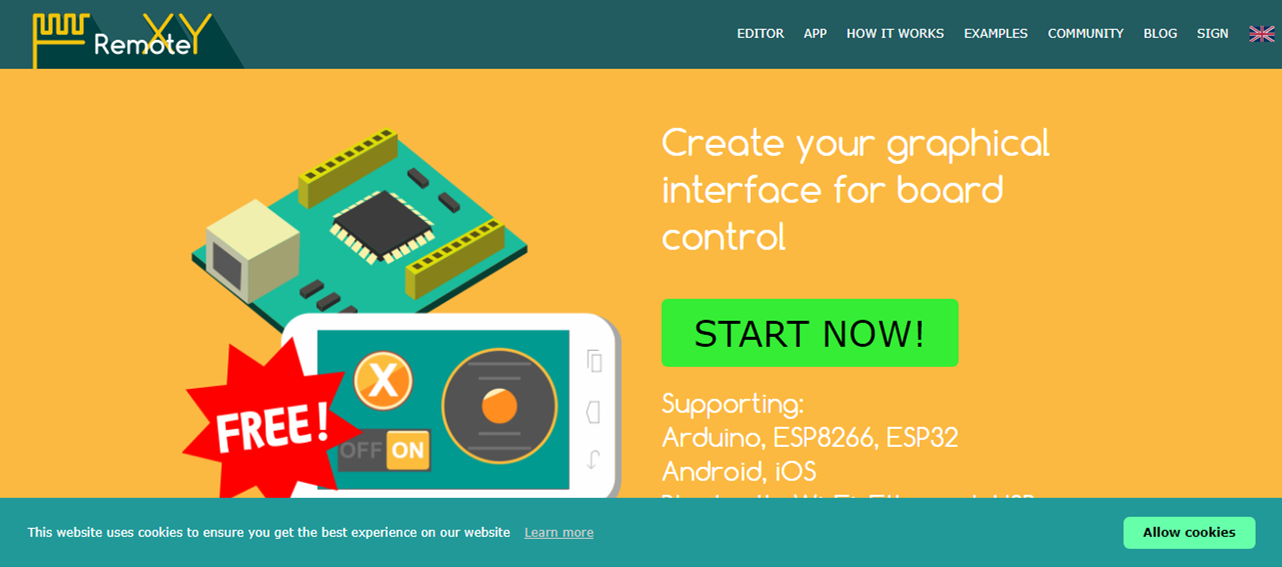 RemoteXY
EDITOR APP HOW IT WORKS EXAMPLES COMMUNITY BLOG SIGN
Create your graphical
interface for board
control
START NOW!
Supporting:
Arduino, ESP8266, ESP32
Android, iOS
X
OFF ON
FREE!
This website uses cookies to ensure you get the best experience on our website Learn more
Allow cookies